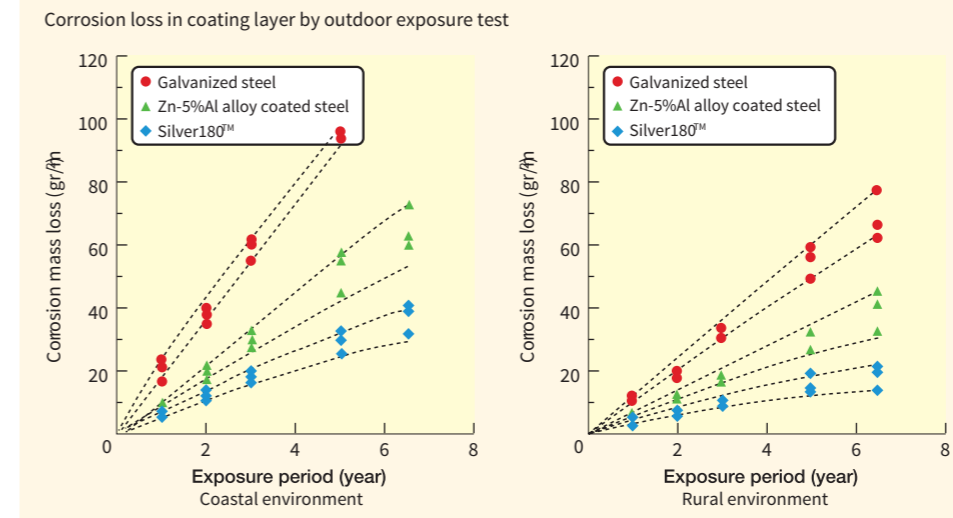 Corrosion loss in coating layer by outdoor exposure test
120
100
80
60
40
20
0
2
4
6
8
Corrosion mass loss (gr/㎡)
Galvanized steel
Zn-5%Al alloy coated steel
Silver180™
Exposure period (year)
Coastal environment
120
100
80
60
40
20
0
2
4
6
8
Corrosion mass loss (gr/㎡)
Galvanized steel
Zn-5%Al alloy coated steel
Silver180™
Exposure period (year)
Rural environment